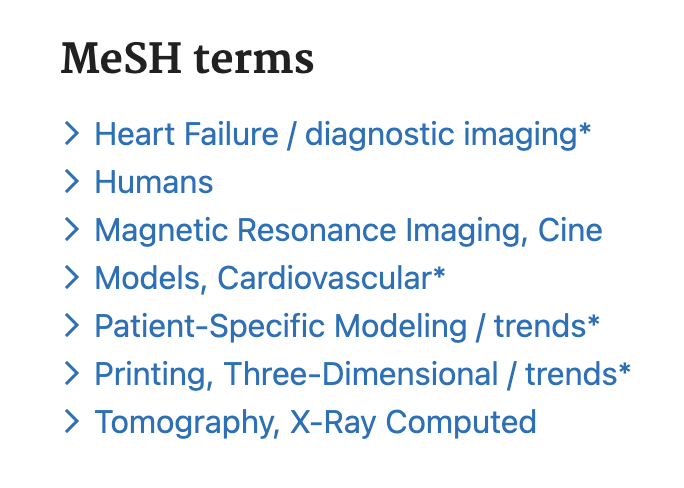 MeSH terms
Heart Failure / diagnostic imaging*
Humans
Magnetic Resonance Imaging, Cine
Models, Cardiovascular*
Patient-Specific Modeling / trends*
Printing, Three-Dimensional / trends*
Tomography, X-Ray Computed